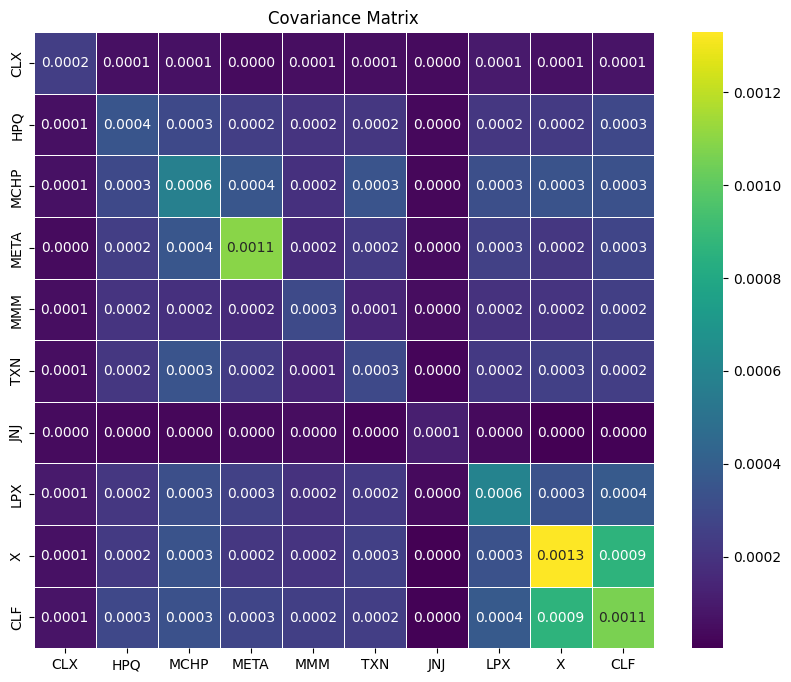 Covariance Matrix
CLX 0.0002 0.0001 0.0001 0.0000 0.0001 0.0001 0.0000 0.0001 0.0001 0.0001
HPQ 0.0001 0.0004 0.0003 0.0002 0.0002 0.0002 0.0000 0.0002 0.0002 0.0003
MCHP 0.0001 0.0003 0.0006 0.0004 0.0002 0.0003 0.0000 0.0003 0.0003 0.0003
META 0.0000 0.0002 0.0004 0.0011 0.0002 0.0002 0.0000 0.0003 0.0002 0.0003
MMM 0.0001 0.0002 0.0002 0.0002 0.0003 0.0001 0.0000 0.0002 0.0002 0.0002
TXN 0.0001 0.0002 0.0003 0.0002 0.0001 0.0003 0.0000 0.0002 0.0003 0.0002
JNJ 0.0000 0.0000 0.0000 0.0000 0.0000 0.0000 0.0001 0.0000 0.0000 0.0000
LPX 0.0001 0.0002 0.0003 0.0003 0.0002 0.0002 0.0000 0.0006 0.0003 0.0004
X 0.0001 0.0002 0.0003 0.0002 0.0002 0.0003 0.0000 0.0003 0.0013 0.0009
CLF 0.0001 0.0003 0.0003 0.0003 0.0002 0.0002 0.0000 0.0004 0.0009 0.0011
CLX HPQ MCHP META MMM TXN JNJ LPX X CLF
0.0012
0.0010
0.0008
0.0006
0.0004
0.0002